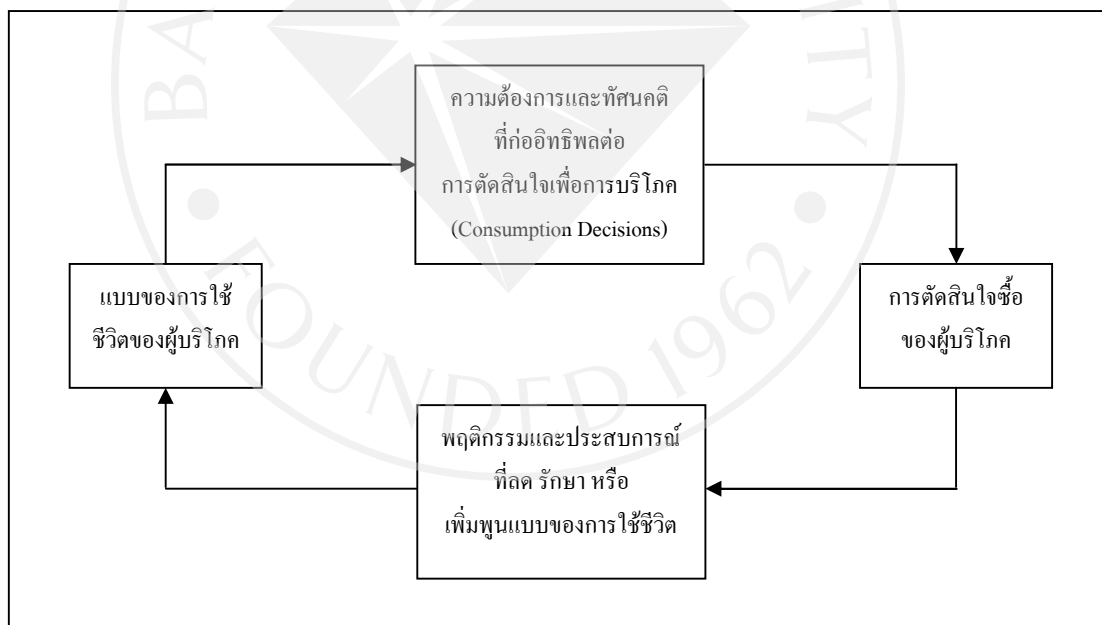 ความต้องการและทัศนคติ
ที่ก่ออิทธิพลต่อ
การตัดสินใจเพื่อการบริโภค
(Consumption Decisions)
แบบของการใช้
ชีวิตของผู้บริโภค
การตัดสินใจซื้อ
ของผู้บริโภค
พฤติกรรมและประสบการณ์
ที่ลด รักษา หรือ
เพิ่มพูนแบบของการใช้ชีวิต
BA
ITY
FOUNDED 1962